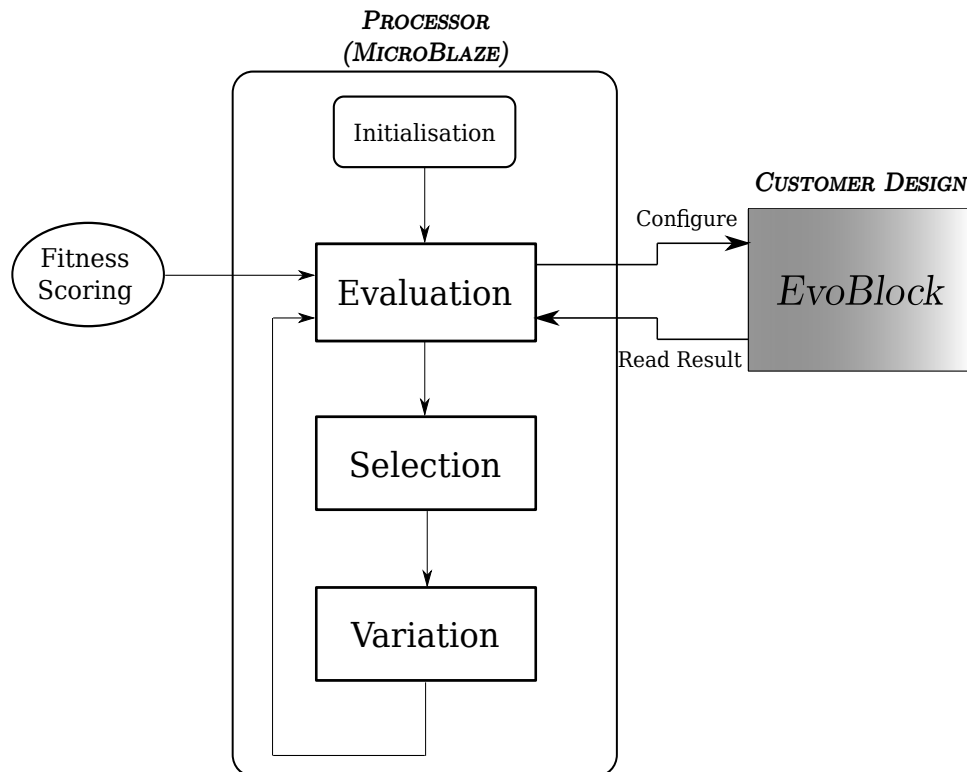 PROCESSOR
(MICROBLAZE)
Initialisation
CUSTOMER DESIGN
Configure
Fitness
Scoring
Evaluation
EvoBlock
Read Result
Selection
Variation